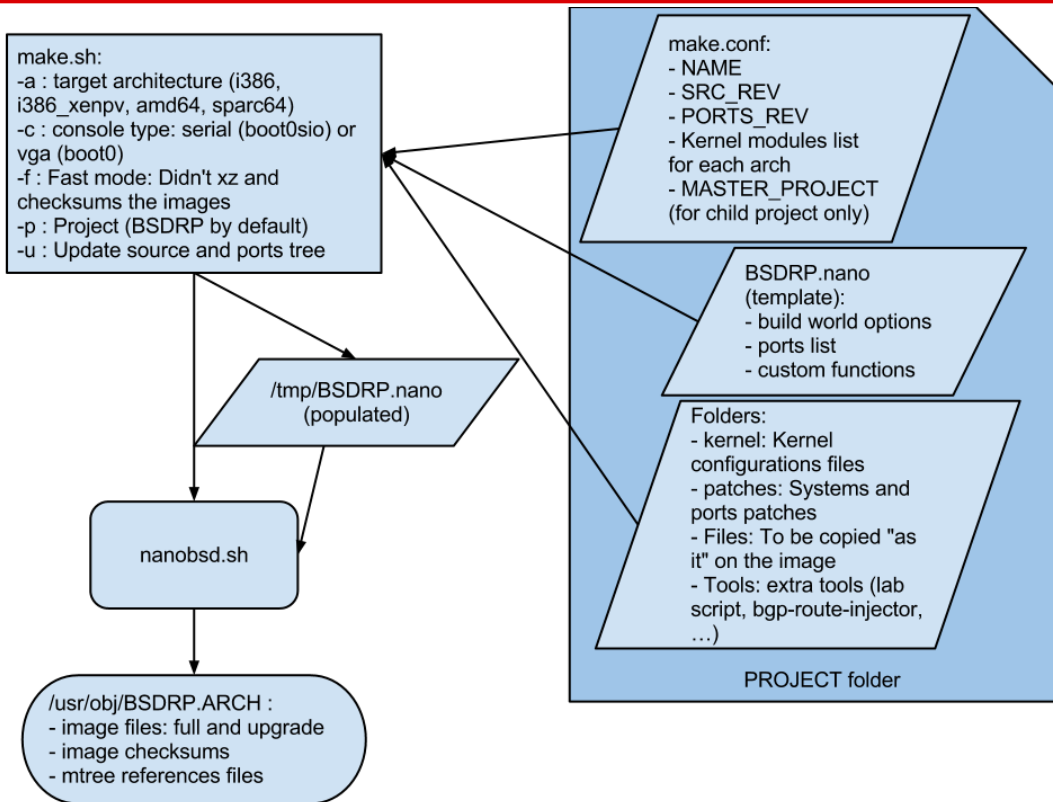 make.sh:
-a : target architecture (i386,
i386_xenpv, amd64, sparc64)
-c : console type: serial (boot0sio) or
vga (boot0)
-f : Fast mode: Didn't xz and
checksums the images
-p : Project (BSDRP by default)
-u : Update source and ports tree
/tmp/BSDRP.nano
(populated)
nanobsd.sh
/usr/obj/BSDRP.ARCH :
- image files: full and upgrade
- image checksums
- mtree references files
make.conf:
- NAME
- SRC_REV
- PORTS_REV
- Kernel modules list
for each arch
- MASTER_PROJECT
(for child project only)
BSDRP.nano
(template):
- build world options
- ports list
- custom functions
Folders:
- kernel: Kernel
configurations files
- patches: Systems and
ports patches
- Files: To be copied "as
it" on the image
- Tools: extra tools (lab
script, bgp-route-injector,
…)
PROJECT folder